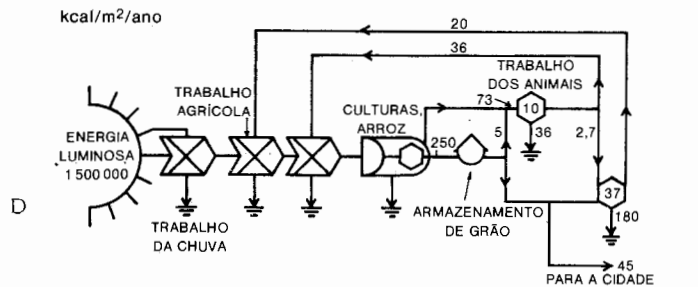 kcal/m²/ano
20
36
TRABALHO
DOS ANIMAIS
TRABALHO
AGRÍCOLA
CULTURAS,
ARROZ
73
10
ENERGIA
LUMINOSA
1 500 000
5
36
2,7
250
37
D
ARMAZENAMENTO
DE GRÃO
180
TRABALHO
DA CHUVA
45
PARA A CIDADE